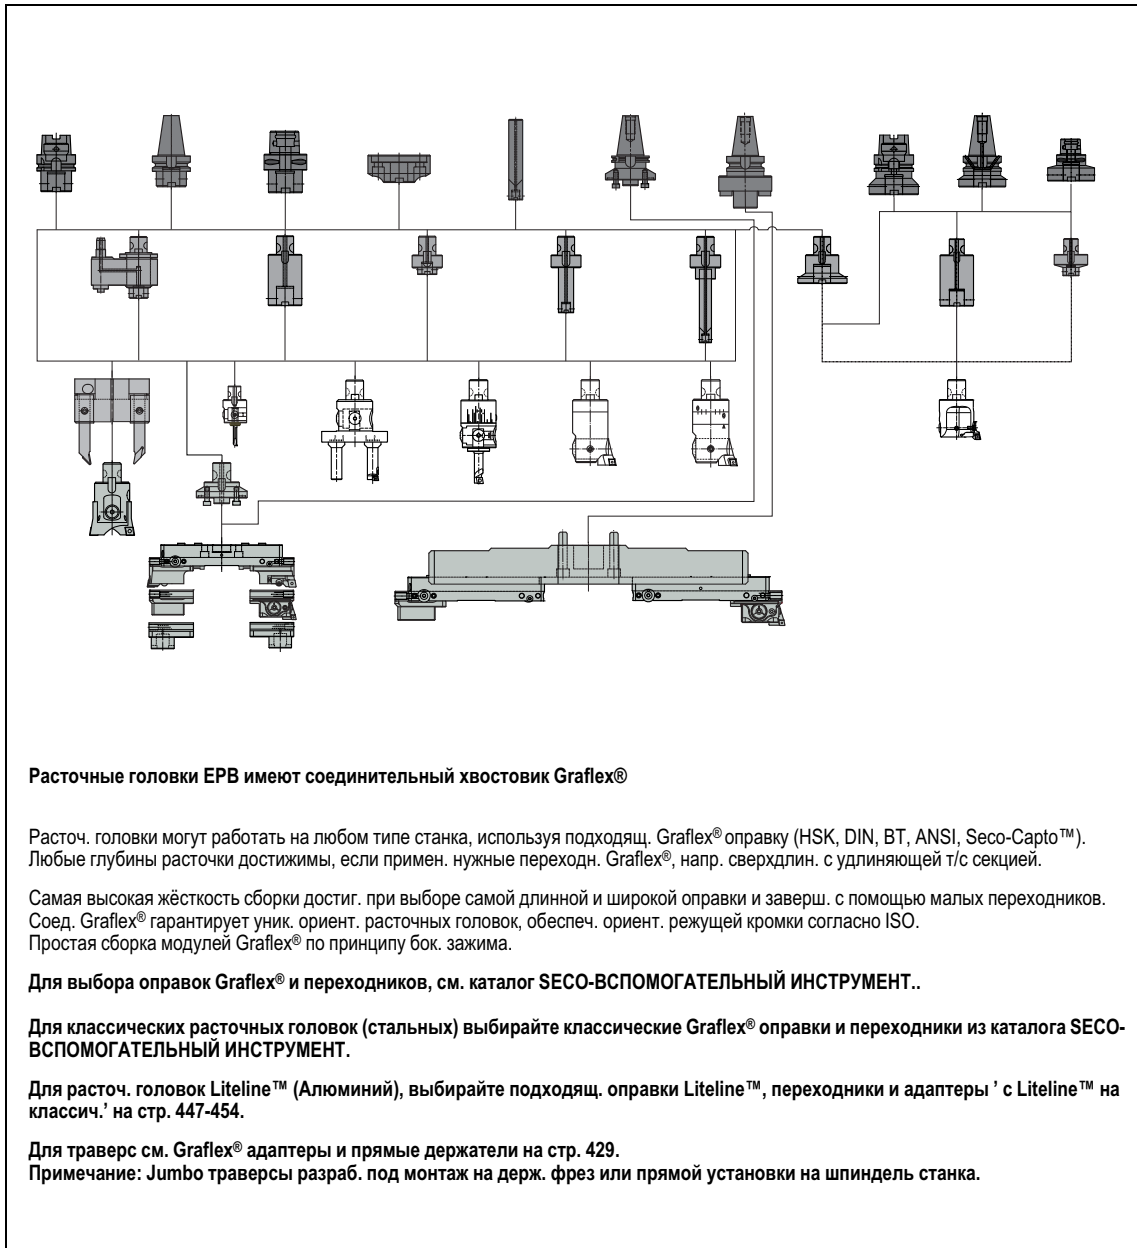 Расточные головки EPB имеют соединительный хвостовик Graflex®
Расточ. головки могут работать на любом типе станка, используя подходящ. Graflex® оправку (HSK, DIN, BT, ANSI, Seco-Capto™).
Любые глубины расточки достижимы, если примен. нужные переходн. Graflex®, напр. сверхдлин. с удлиняющей т/с секцией.
Самая высокая жёсткость сборки достиг. при выборе самой длинной и широкой оправки и заверш. с помощью малых переходников.
Соед. Graflex® гарантирует уник. ориент. расточных головок, обеспеч. ориент. режущей кромки согласно ISO.
Простая сборка модулей Graflex® по принципу бок. зажима.
Для выбора оправок Graflex® и переходников, см. каталог SECO-ВСПОМОГАТЕЛЬНЫЙ ИНСТРУМЕНТ..
Для классических расточных головок (стальных) выбирайте классические Graflex® оправки и переходники из каталога SECO-
ВСПОМОГАТЕЛЬНЫЙ ИНСТРУМЕНТ.
Для расточ. головок Liteline™ (Алюминий), выбирайте подходящ. оправки Liteline™, переходники и адаптеры ' с Liteline™ на
классич.' на стр. 447-454.
Для траверс см. Graflex® адаптеры и прямые держатели на стр. 429.
Примечание: Jumbo траверсы разраб. под монтаж на держ. фрез или прямой установки на шпиндель станка.